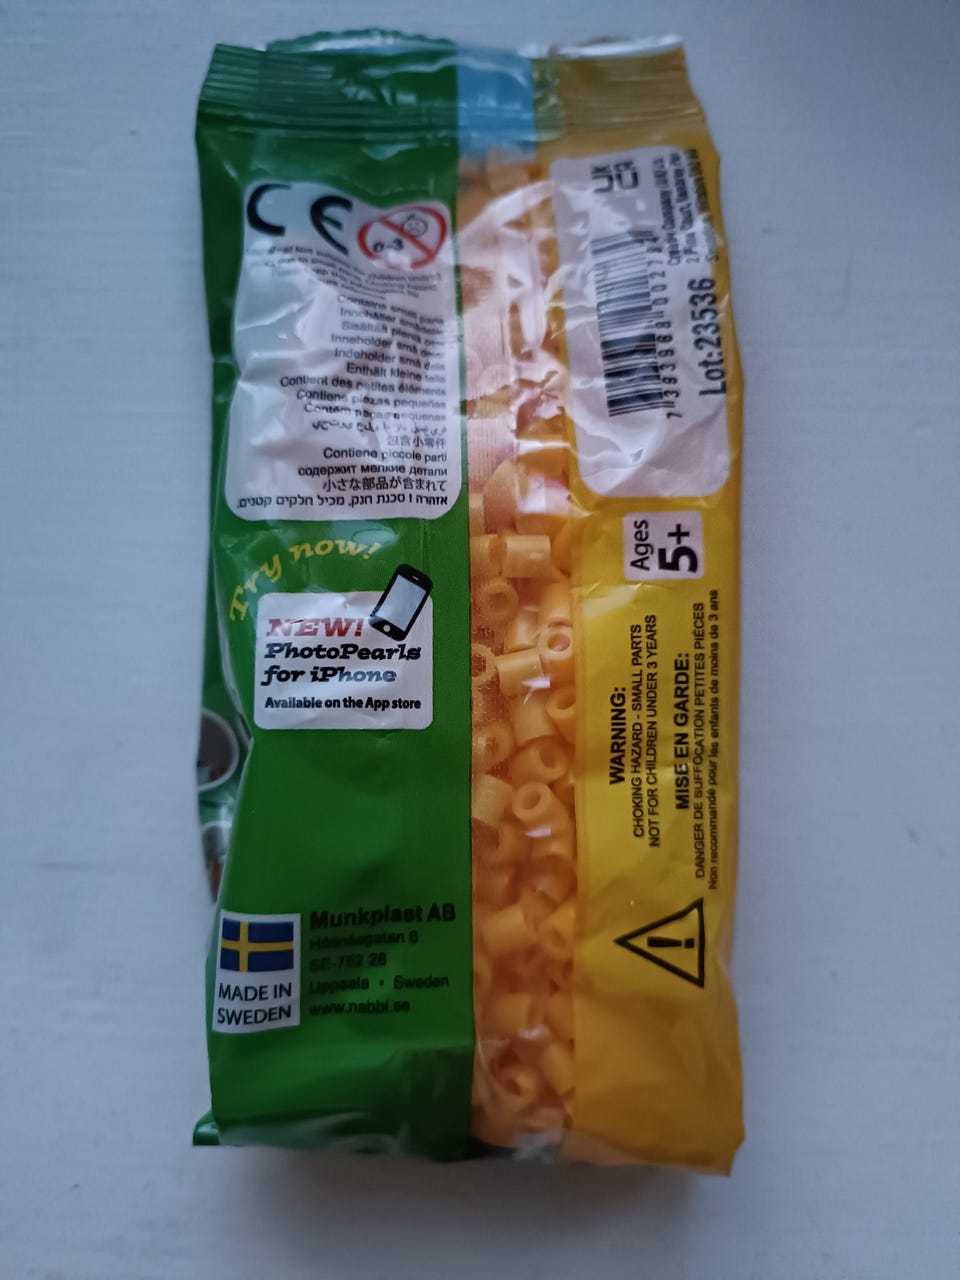 CE
0-3
Contains small parts
Innehåller smådelar
Sisältää pieniä osia
Inneholder små deler
Indeholder små dele
Enthält kleine teile
Contient des petites éléments
Contiene piezas pequeñas
Contém peças pequenas
包含小零件
Contiene piccole parti
содержит мелкие детали
小さな部品が含まれて
אזהרה ! סכנת חנק, מכיל חלקים קטנים.
Try now!
NEW!
PhotoPearls
for iPhone
Available on the App store
MADE IN
SWEDEN
Munkplast AB
SE-752 28
Uppsala • Sweden
www.nabbi.se
UK
CA
Lot:23536
Ages
5+
WARNING:
CHOKING HAZARD - SMALL PARTS
NOT FOR CHILDREN UNDER 3 YEARS
MISE EN GARDE:
DANGER DE SUFFOCATION PETITES PIÈCES
Non recommandé pour les enfants de moins de 3 ans